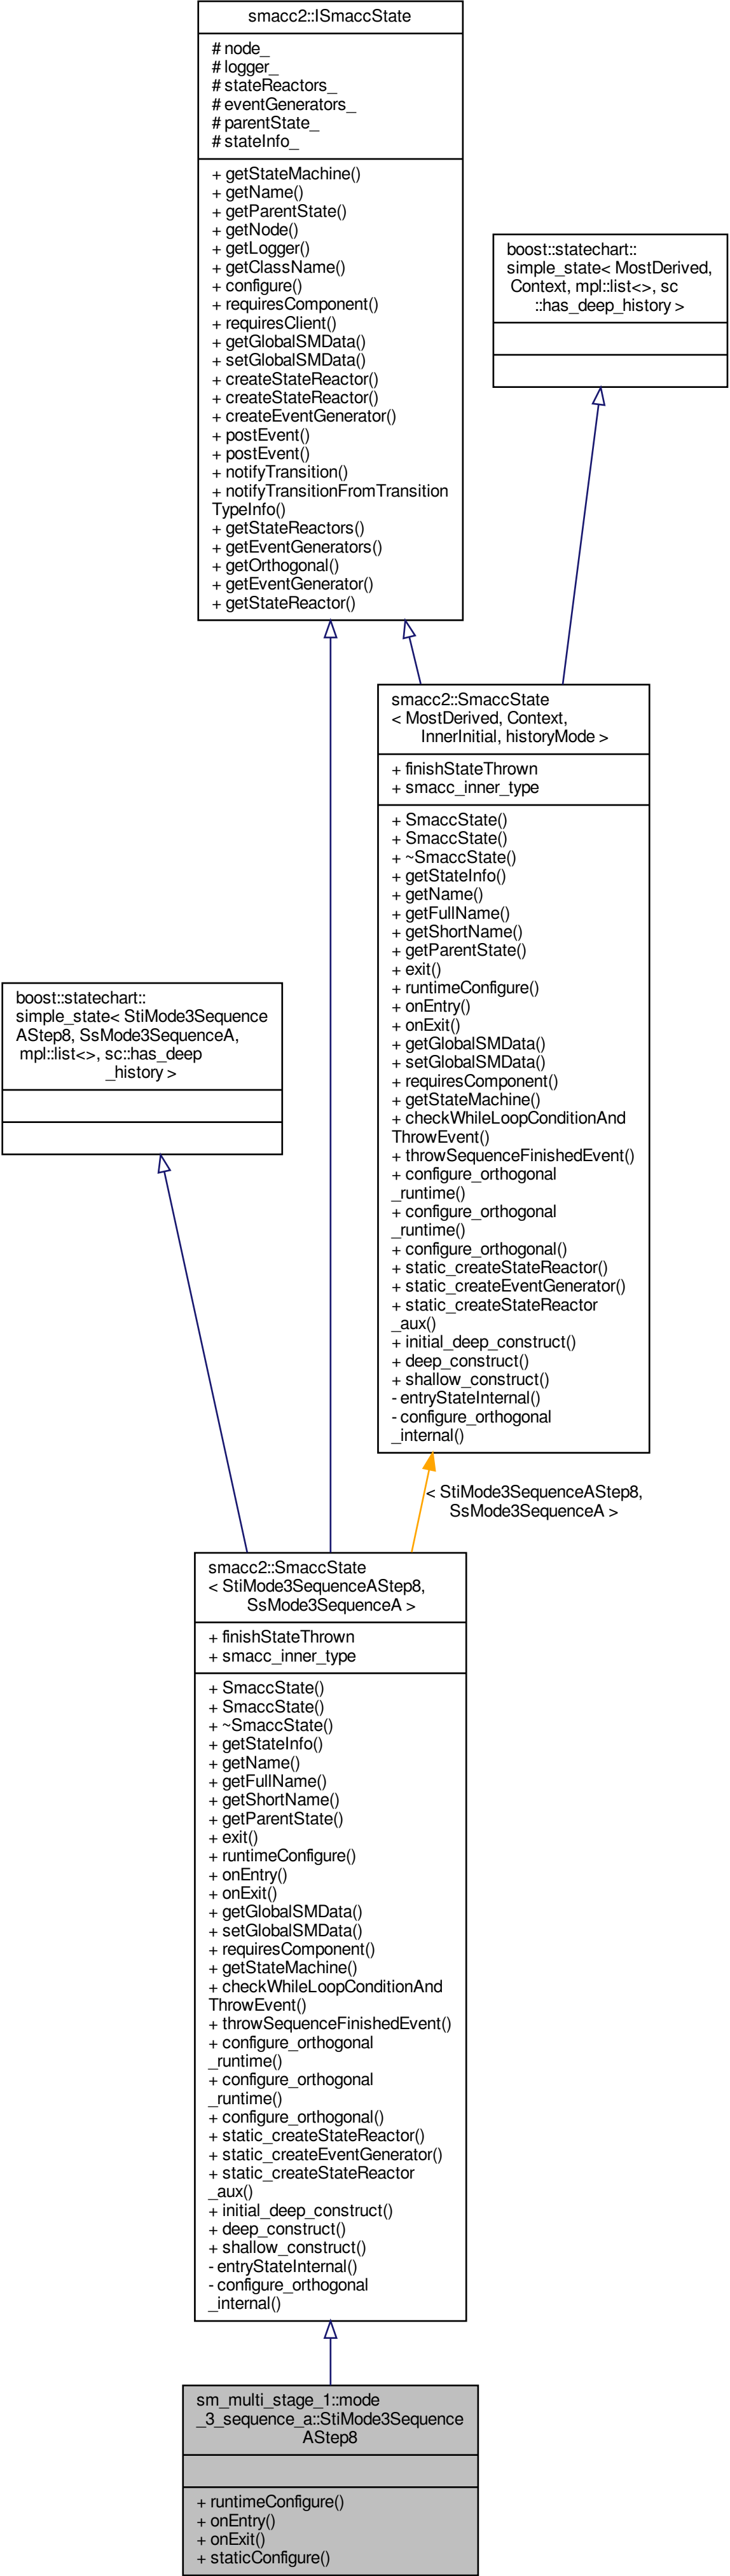 smacc2::ISmaccState
# node_
# logger_
# stateReactors_
# eventGenerators_
# parentState_
# stateInfo_
+ getStateMachine()
+ getName()
+ getParentState()
+ getNode()
+ getLogger()
+ getClassName()
+ configure()
+ requiresComponent()
+ requiresClient()
+ getGlobalSMData()
+ setGlobalSMData()
+ createStateReactor()
+ createStateReactor()
+ createEventGenerator()
+ postEvent()
+ postEvent()
+ notifyTransition()
+ notifyTransitionFromTransition
TypeInfo()
+ getStateReactors()
+ getEventGenerators()
+ getOrthogonal()
+ getEventGenerator()
+ getStateReactor()
boost::statechart::
simple_state< MostDerived,
Context, mpl::list<>, sc
::has_deep_history >
smacc2::SmaccState
< MostDerived, Context,
InnerInitial, historyMode >
+ finishStateThrown
+ smacc_inner_type
+ SmaccState()
+ SmaccState()
+ ~SmaccState()
+ getStateInfo()
+ getName()
+ getFullName()
+ getShortName()
+ getParentState()
+ exit()
+ runtimeConfigure()
+ onEntry()
+ onExit()
+ getGlobalSMData()
+ setGlobalSMData()
+ requiresComponent()
+ getStateMachine()
+ checkWhileLoopConditionAnd
ThrowEvent()
+ throwSequenceFinishedEvent()
+ configure_orthogonal
_runtime()
+ configure_orthogonal
_runtime()
+ configure_orthogonal()
+ static_createStateReactor()
+ static_createEventGenerator()
+ static_createStateReactor
_aux()
+ initial_deep_construct()
+ deep_construct()
+ shallow_construct()
- entryStateInternal()
- configure_orthogonal
_internal()
boost::statechart::
simple_state< StiMode3Sequence
AStep8, SsMode3SequenceA,
mpl::list<>, sc::has_deep
_history >
< StiMode3SequenceAStep8,
SsMode3SequenceA >
smacc2::SmaccState
< StiMode3SequenceAStep8,
SsMode3SequenceA >
+ finishStateThrown
+ smacc_inner_type
+ SmaccState()
+ SmaccState()
+ ~SmaccState()
+ getStateInfo()
+ getName()
+ getFullName()
+ getShortName()
+ getParentState()
+ exit()
+ runtimeConfigure()
+ onEntry()
+ onExit()
+ getGlobalSMData()
+ setGlobalSMData()
+ requiresComponent()
+ getStateMachine()
+ checkWhileLoopConditionAnd
ThrowEvent()
+ throwSequenceFinishedEvent()
+ configure_orthogonal
_runtime()
+ configure_orthogonal
_runtime()
+ configure_orthogonal()
+ static_createStateReactor()
+ static_createEventGenerator()
+ static_createStateReactor
_aux()
+ initial_deep_construct()
+ deep_construct()
+ shallow_construct()
- entryStateInternal()
- configure_orthogonal
_internal()
sm_multi_stage_1::mode
_3_sequence_a::StiMode3Sequence
AStep8
+ runtimeConfigure()
+ onEntry()
+ onExit()
+ staticConfigure()